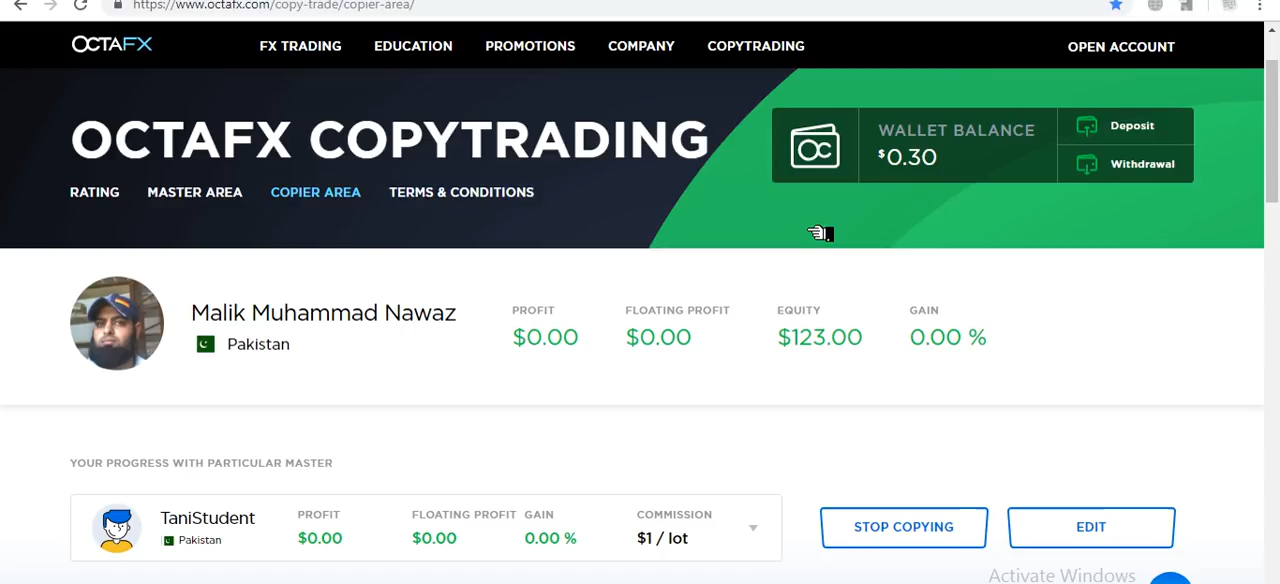 https://www.octafx.com/copy-trade/copier-area/
OCTAFX
FX TRADING
EDUCATION
PROMOTIONS
COMPANY
COPYTRADING
OPEN ACCOUNT
OCTAFX COPYTRADING
RATING
MASTER AREA
COPIER AREA
TERMS & CONDITIONS
OC
WALLET BALANCE
$0.30
Deposit
Withdrawal
Malik Muhammad Nawaz
Pakistan
PROFIT
$0.00
FLOATING PROFIT
$0.00
EQUITY
$123.00
GAIN
0.00 %
YOUR PROGRESS WITH PARTICULAR MASTER
TaniStudent
Pakistan
PROFIT
$0.00
FLOATING PROFIT
$0.00
GAIN
0.00 %
COMMISSION
$1 / lot
STOP COPYING
EDIT
Activate Windows